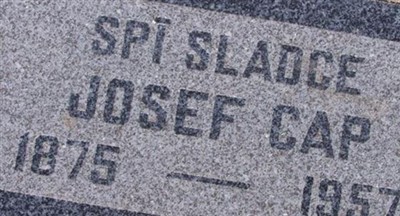 SPĪ SLADCE
JOSEF CAP
1875 — 1957